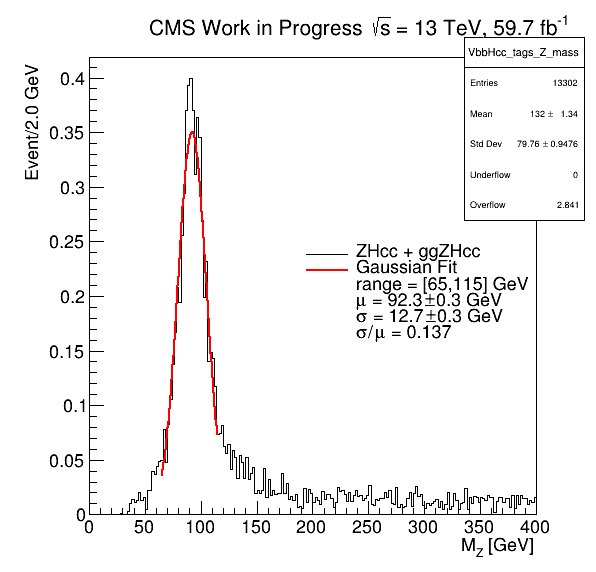 CMS Work in Progress √s = 13 TeV, 59.7 fb⁻¹
VbbHcc_tags_Z_mass
Entries 13302
Mean 132 ± 1.34
Std Dev 79.76 ± 0.9476
Underflow 0
Overflow 2.841
Event/2.0 GeV
0.4
0.35
0.3
0.25
0.2
0.15
0.1
0.05
0
ZHcc + ggZHcc
Gaussian Fit
range = [65,115] GeV
μ = 92.3±0.3 GeV
σ = 12.7±0.3 GeV
σ/μ = 0.137
0 50 100 150 200 250 300 350 400
M_Z [GeV]